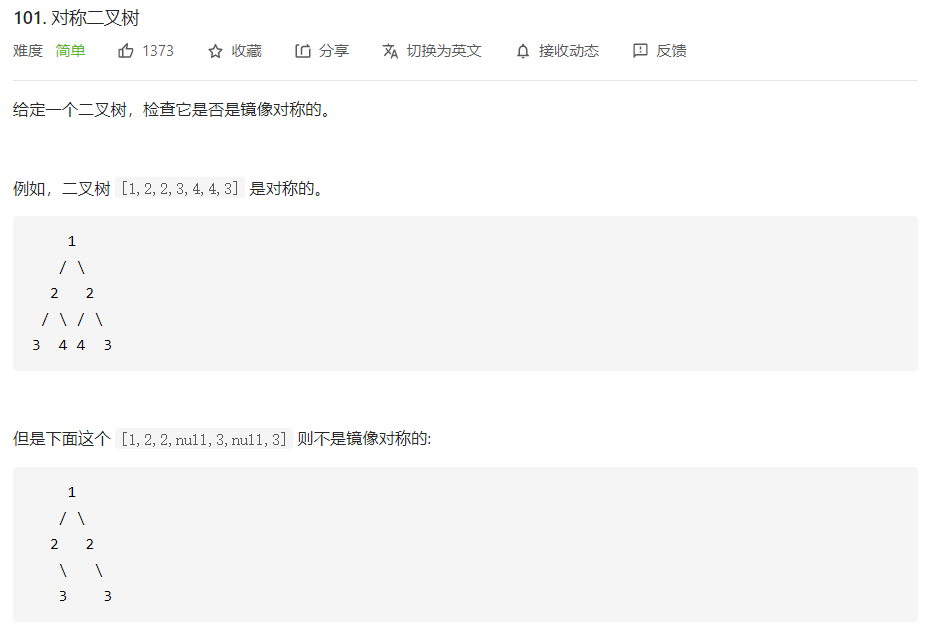 101. 对称二叉树
难度 简单 1373 收藏 分享 切换为英文 接收动态 反馈
给定一个二叉树，检查它是否是镜像对称的。
例如，二叉树 [1,2,2,3,4,4,3] 是对称的。
    1
   / \
  2   2
 / \ / \
3  4 4  3
但是下面这个 [1,2,2,null,3,null,3] 则不是镜像对称的:
    1
   / \
  2   2
   \   \
   3    3